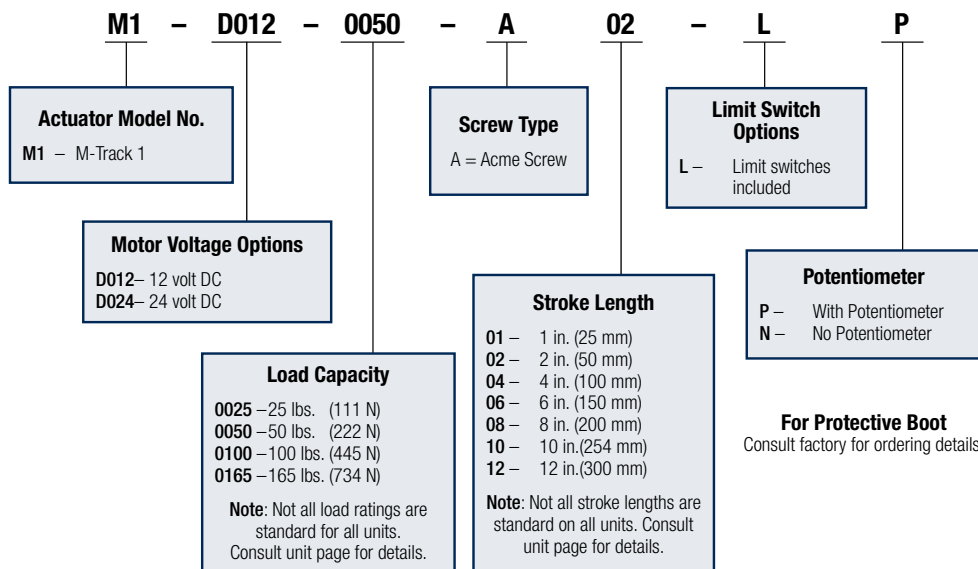 M1 – D012 – 0050 – A 02 – L P
Actuator Model No.
M1 – M-Track 1
Motor Voltage Options
D012– 12 volt DC
D024– 24 volt DC
Load Capacity
0025 –25 lbs. (111 N)
0050 –50 lbs. (222 N)
0100 –100 lbs. (445 N)
0165 –165 lbs. (734 N)
Note: Not all load ratings are
standard for all units.
Consult unit page for details.
Screw Type
A = Acme Screw
Stroke Length
01 – 1 in. (25 mm)
02 – 2 in. (50 mm)
04 – 4 in. (100 mm)
06 – 6 in. (150 mm)
08 – 8 in. (200 mm)
10 – 10 in.(254 mm)
12 – 12 in.(300 mm)
Note: Not all stroke lengths are
standard on all units. Consult
unit page for details.
Limit Switch
Options
L – Limit switches
included
Potentiometer
P – With Potentiometer
N – No Potentiometer
For Protective Boot
Consult factory for ordering details